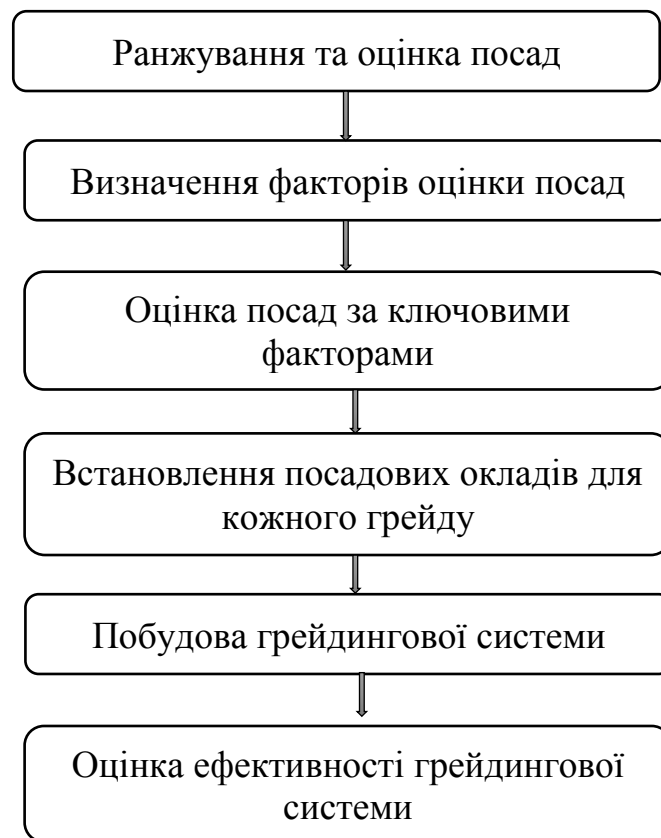 Ранжування та оцінка посад
Визначення факторів оцінки посад
Оцінка посад за ключовими
факторами
Встановлення посадових окладів для
кожного грейду
Побудова грейдингової системи
Оцінка ефективності грейдингової
системи